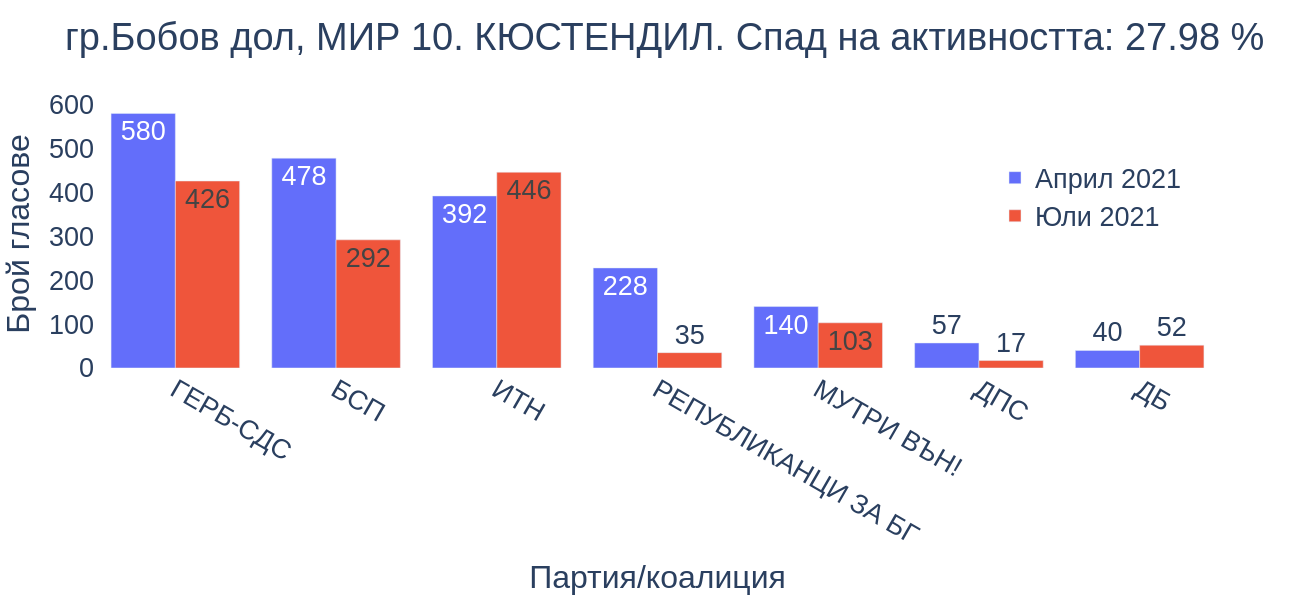 гр.Бобов дол, МИР 10. КЮСТЕНДИЛ. Спад на активността: 27.98 %
Брой гласове
600
500
400
300
200
100
0
580
426
478
292
392
446
228
35
140
103
57
17
40
52
Април 2021
Юли 2021
ГЕРБ-СДС
БСП
ИТН
РЕПУБЛИКАНЦИ ЗА БГ
МУТРИ ВЪН!
ДПС
ДБ
Партия/коалиция